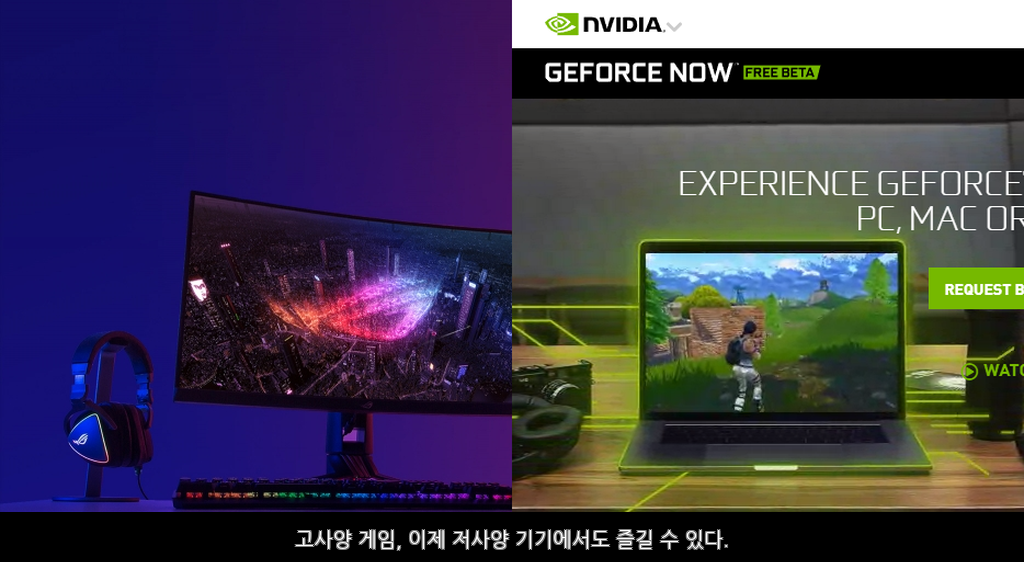 NVIDIA.
GEFORCE NOW™ FREE BETA
EXPERIENCE GEFORCE
PC, MAC OR
REQUEST B
WATC
고사양 게임, 이제 저사양 기기에서도 즐길 수 있다.